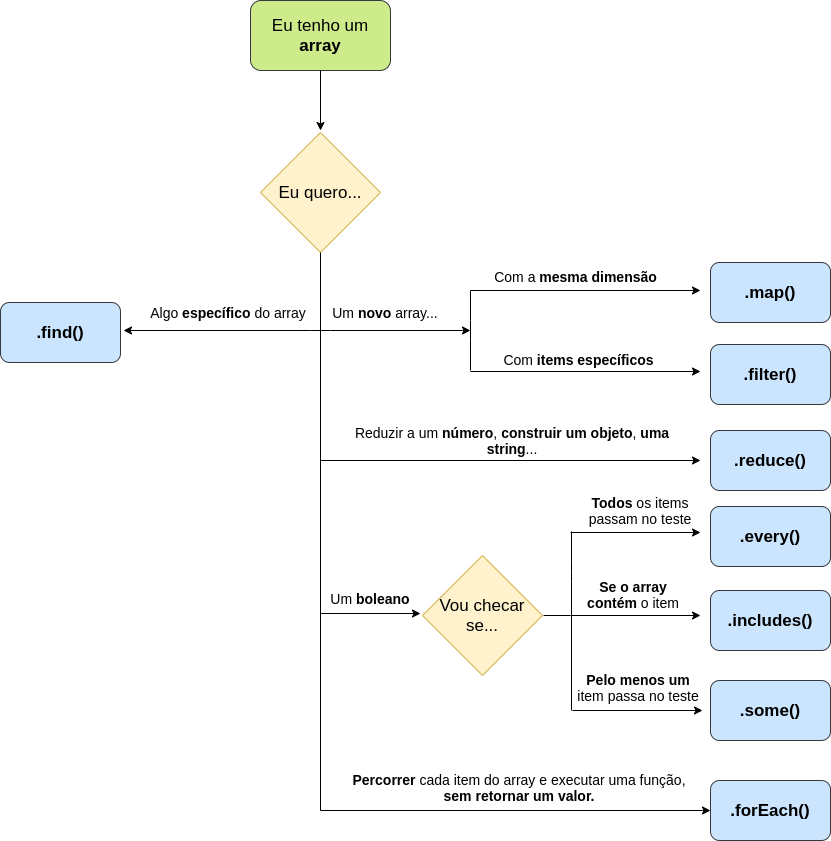 Eu tenho um
array
Eu quero...
Com a mesma dimensão
.map()
Algo específico do array
Um novo array...
.find()
Com items específicos
.filter()
Reduzir a um número, construir um objeto, uma
string...
.reduce()
Todos os items
passam no teste
.every()
Um boleano
Vou checar
se...
Se o array
contém o item
.includes()
Pelo menos um
item passa no teste
.some()
Percorrer cada item do array e executar uma função,
sem retornar um valor.
.forEach()